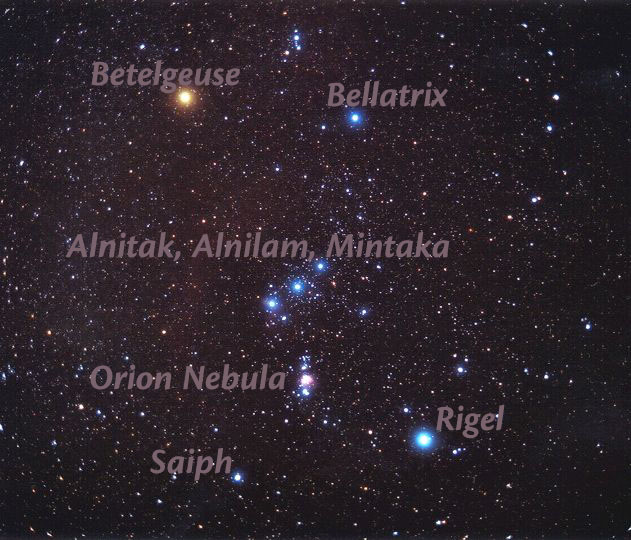 Betelgeuse
Bellatrix
Alnitak, Alnilam, Mintaka
Orion Nebula
Rigel
Saiph